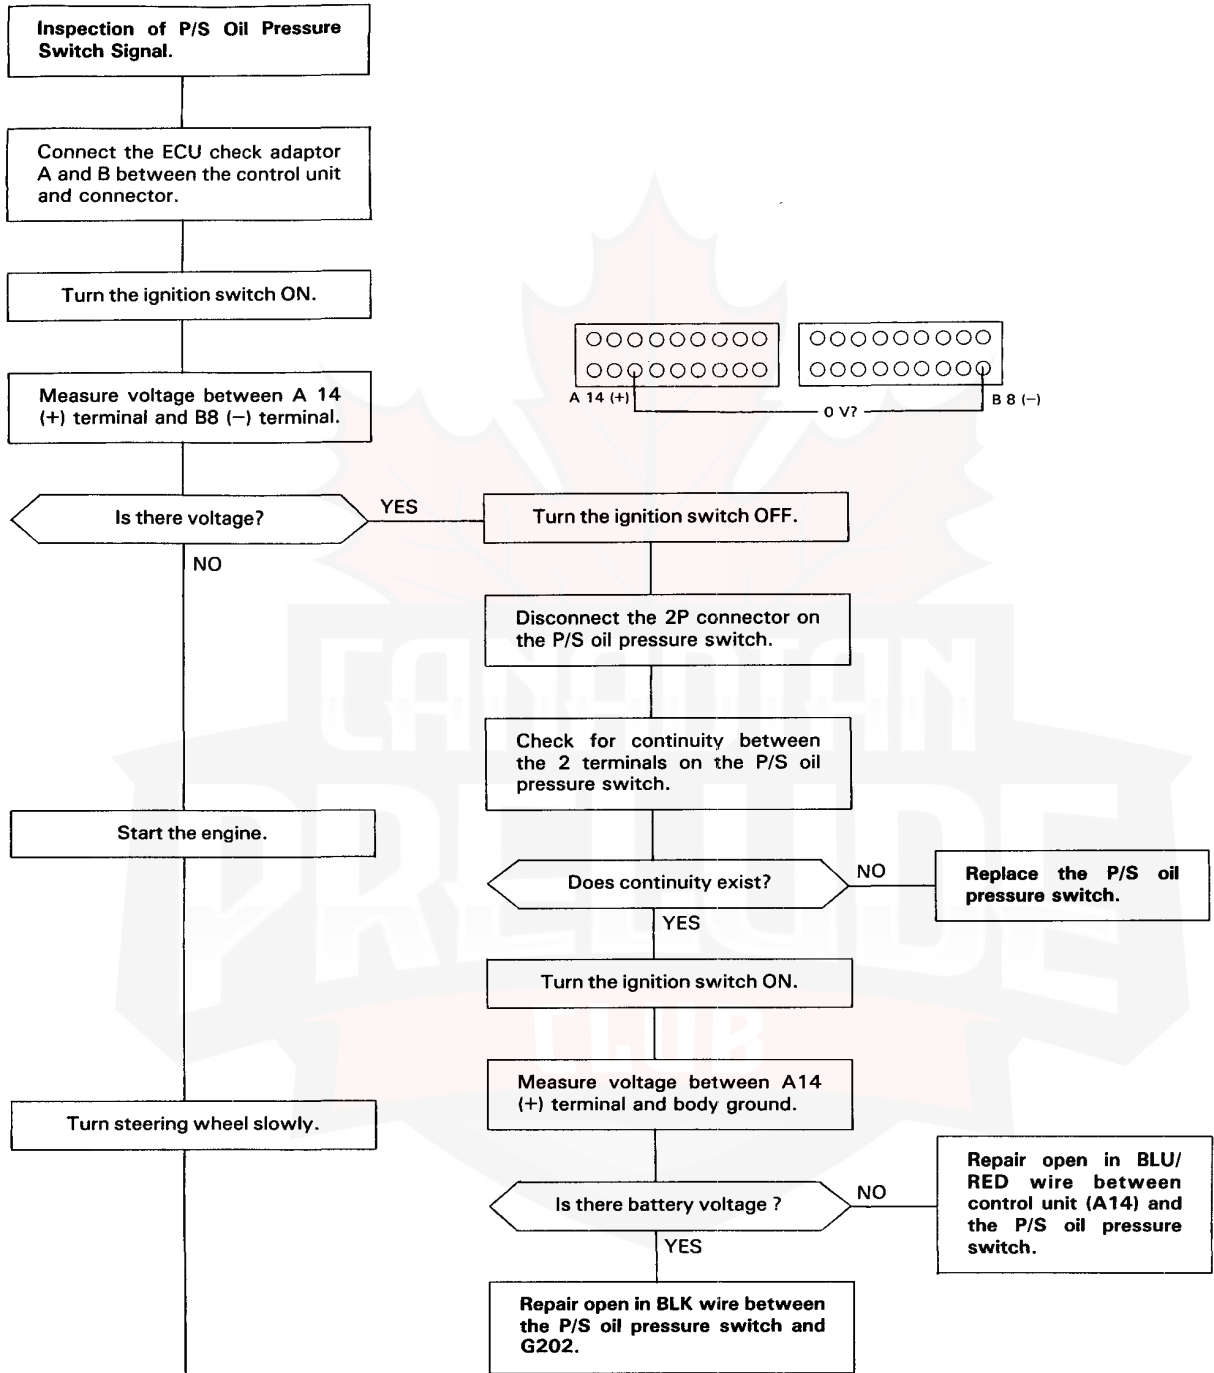 Inspection of P/S Oil Pressure
Switch Signal.
Connect the ECU check adaptor
A and B between the control unit
and connector.
Turn the ignition switch ON.
Measure voltage between A 14
(+) terminal and B8 (−) terminal.
A 14 (+)
0 V?
B 8 (−)
Is there voltage?
YES
NO
Turn the ignition switch OFF.
Disconnect the 2P connector on
the P/S oil pressure switch.
Check for continuity between
the 2 terminals on the P/S oil
pressure switch.
Start the engine.
Does continuity exist?
NO
YES
Replace the P/S oil
pressure switch.
Turn the ignition switch ON.
Measure voltage between A14
(+) terminal and body ground.
Turn steering wheel slowly.
Is there battery voltage ?
NO
YES
Repair open in BLU/
RED wire between
control unit (A14) and
the P/S oil pressure
switch.
Repair open in BLK wire between
the P/S oil pressure switch and
G202.
CANADIAN
PRELUDE
CLUB